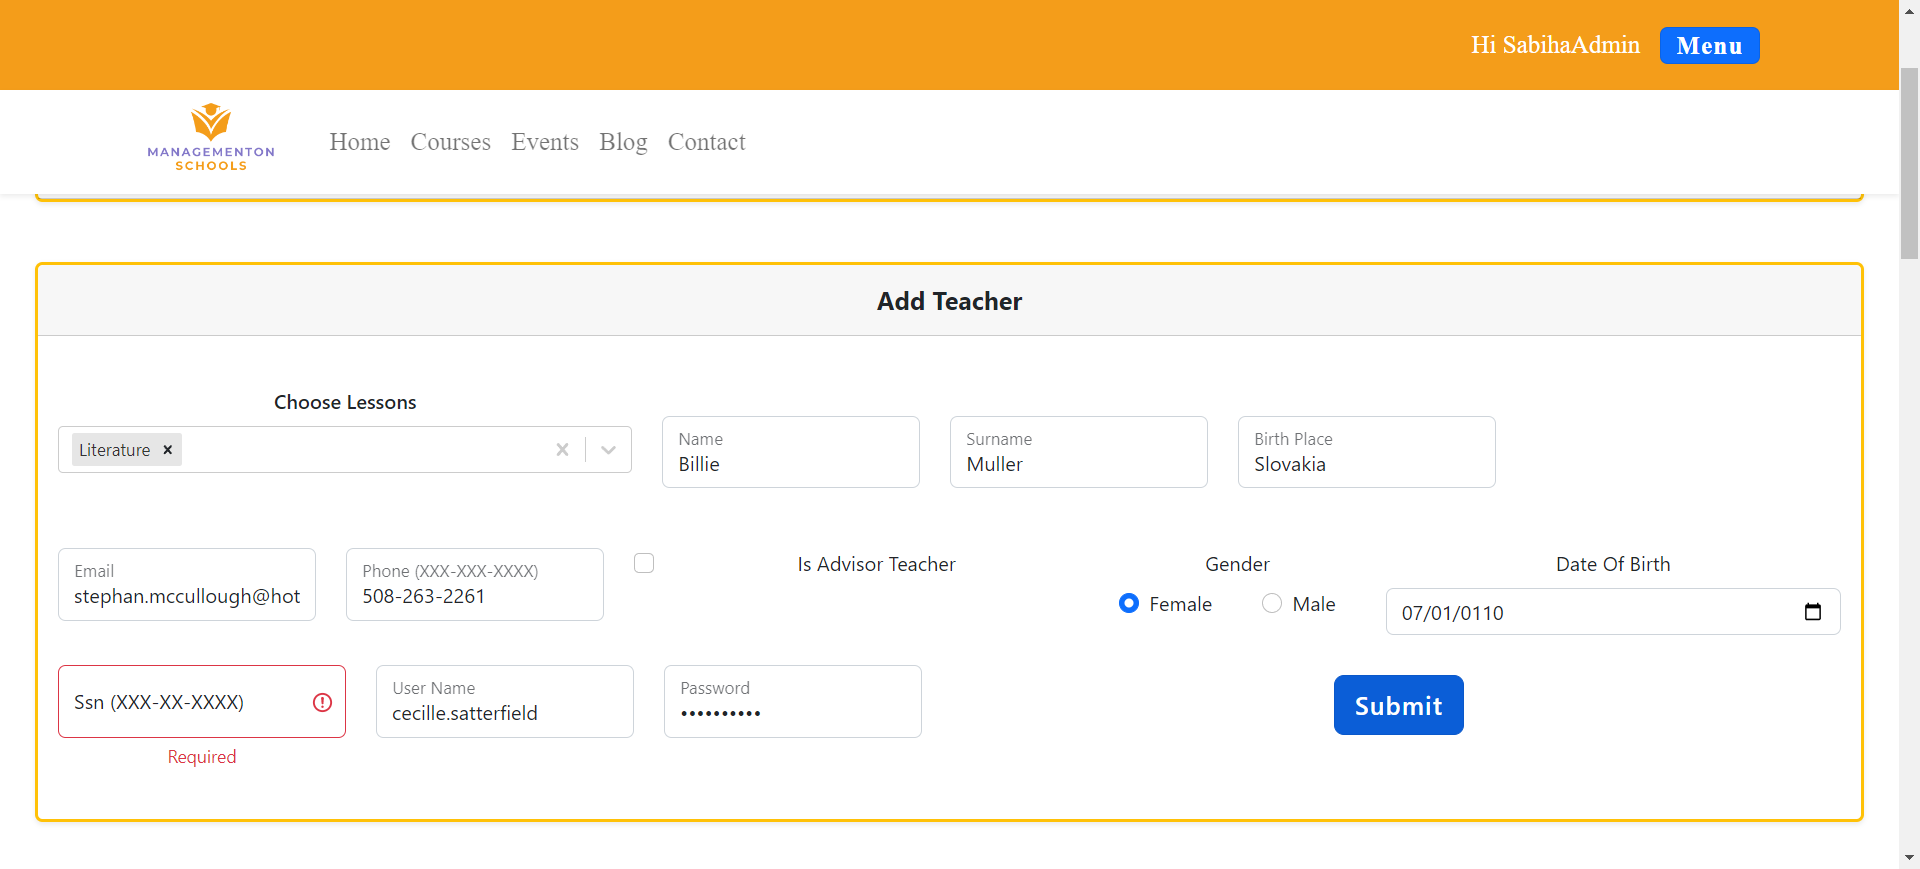 Hi SabihaAdmin
Menu
MANAGEMENTON
SCHOOLS
Home
Courses
Events
Blog
Contact
Add Teacher
Choose Lessons
Literature
Name
Billie
Surname
Muller
Birth Place
Slovakia
Email
stephan.mccullough@hot
Phone (XXX-XXX-XXXX)
508-263-2261
Is Advisor Teacher
Gender
Female
Male
Date Of Birth
07/01/0110
Ssn (XXX-XX-XXXX)
Required
User Name
cecille.satterfield
Password
••••••••••
Submit